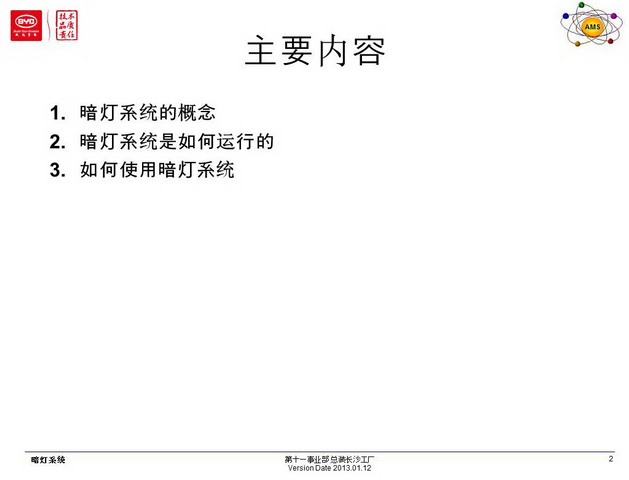 BYD
技术
品质
责任
AMS
主要内容
1. 暗灯系统的概念
2. 暗灯系统是如何运行的
3. 如何使用暗灯系统
暗灯系统
第十一事业部总装长沙工厂
Version Date 2013.01.12
2